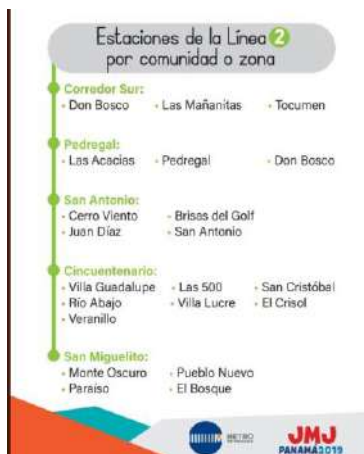 Estaciones de la Línea 2
por comunidad o zona
Corredor Sur:
• Don Bosco • Las Mañanitas • Tocumen
Pedregal:
• Las Acacias • Pedregal • Don Bosco
San Antonio:
• Cerro Viento • Brisas del Golf
• Juan Díaz • San Antonio
Cincuentenario:
• Villa Guadalupe • Las 500 • San Cristóbal
• Río Abajo • Villa Lucre • El Crisol
• Veranillo
San Miguelito:
• Monte Oscuro • Pueblo Nuevo
• Paraíso • El Bosque
METRO
JMJ
PANAMÁ2019